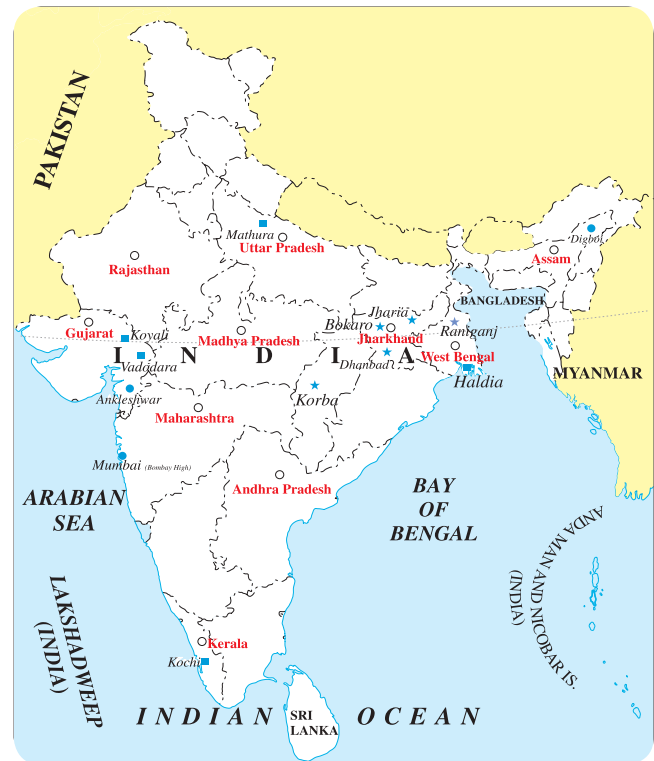 PAKISTAN
Mathura
Uttar Pradesh
Rajasthan
Digboi
Assam
BANGLADESH
Jharia
Bokaro
Raniganj
Gujarat
Koyali
Madhya Pradesh
Jharkhand
I N D I A
West Bengal
Vadodara
Dhanbad
MYANMAR
Haldia
Ankleshwar
Korba
Maharashtra
Mumbai (Bombay High)
Andhra Pradesh
ARABIAN
SEA
BAY
OF
BENGAL
ANDA MAN AND NICOBAR IS.
(INDIA)
LAKSHADWEEP
(INDIA)
Kerala
Kochi
INDIAN OCEAN
SRI
LANKA